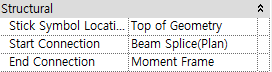 Structural
Stick Symbol Locati... Top of Geometry
Start Connection Beam Splice(Plan)
End Connection Moment Frame